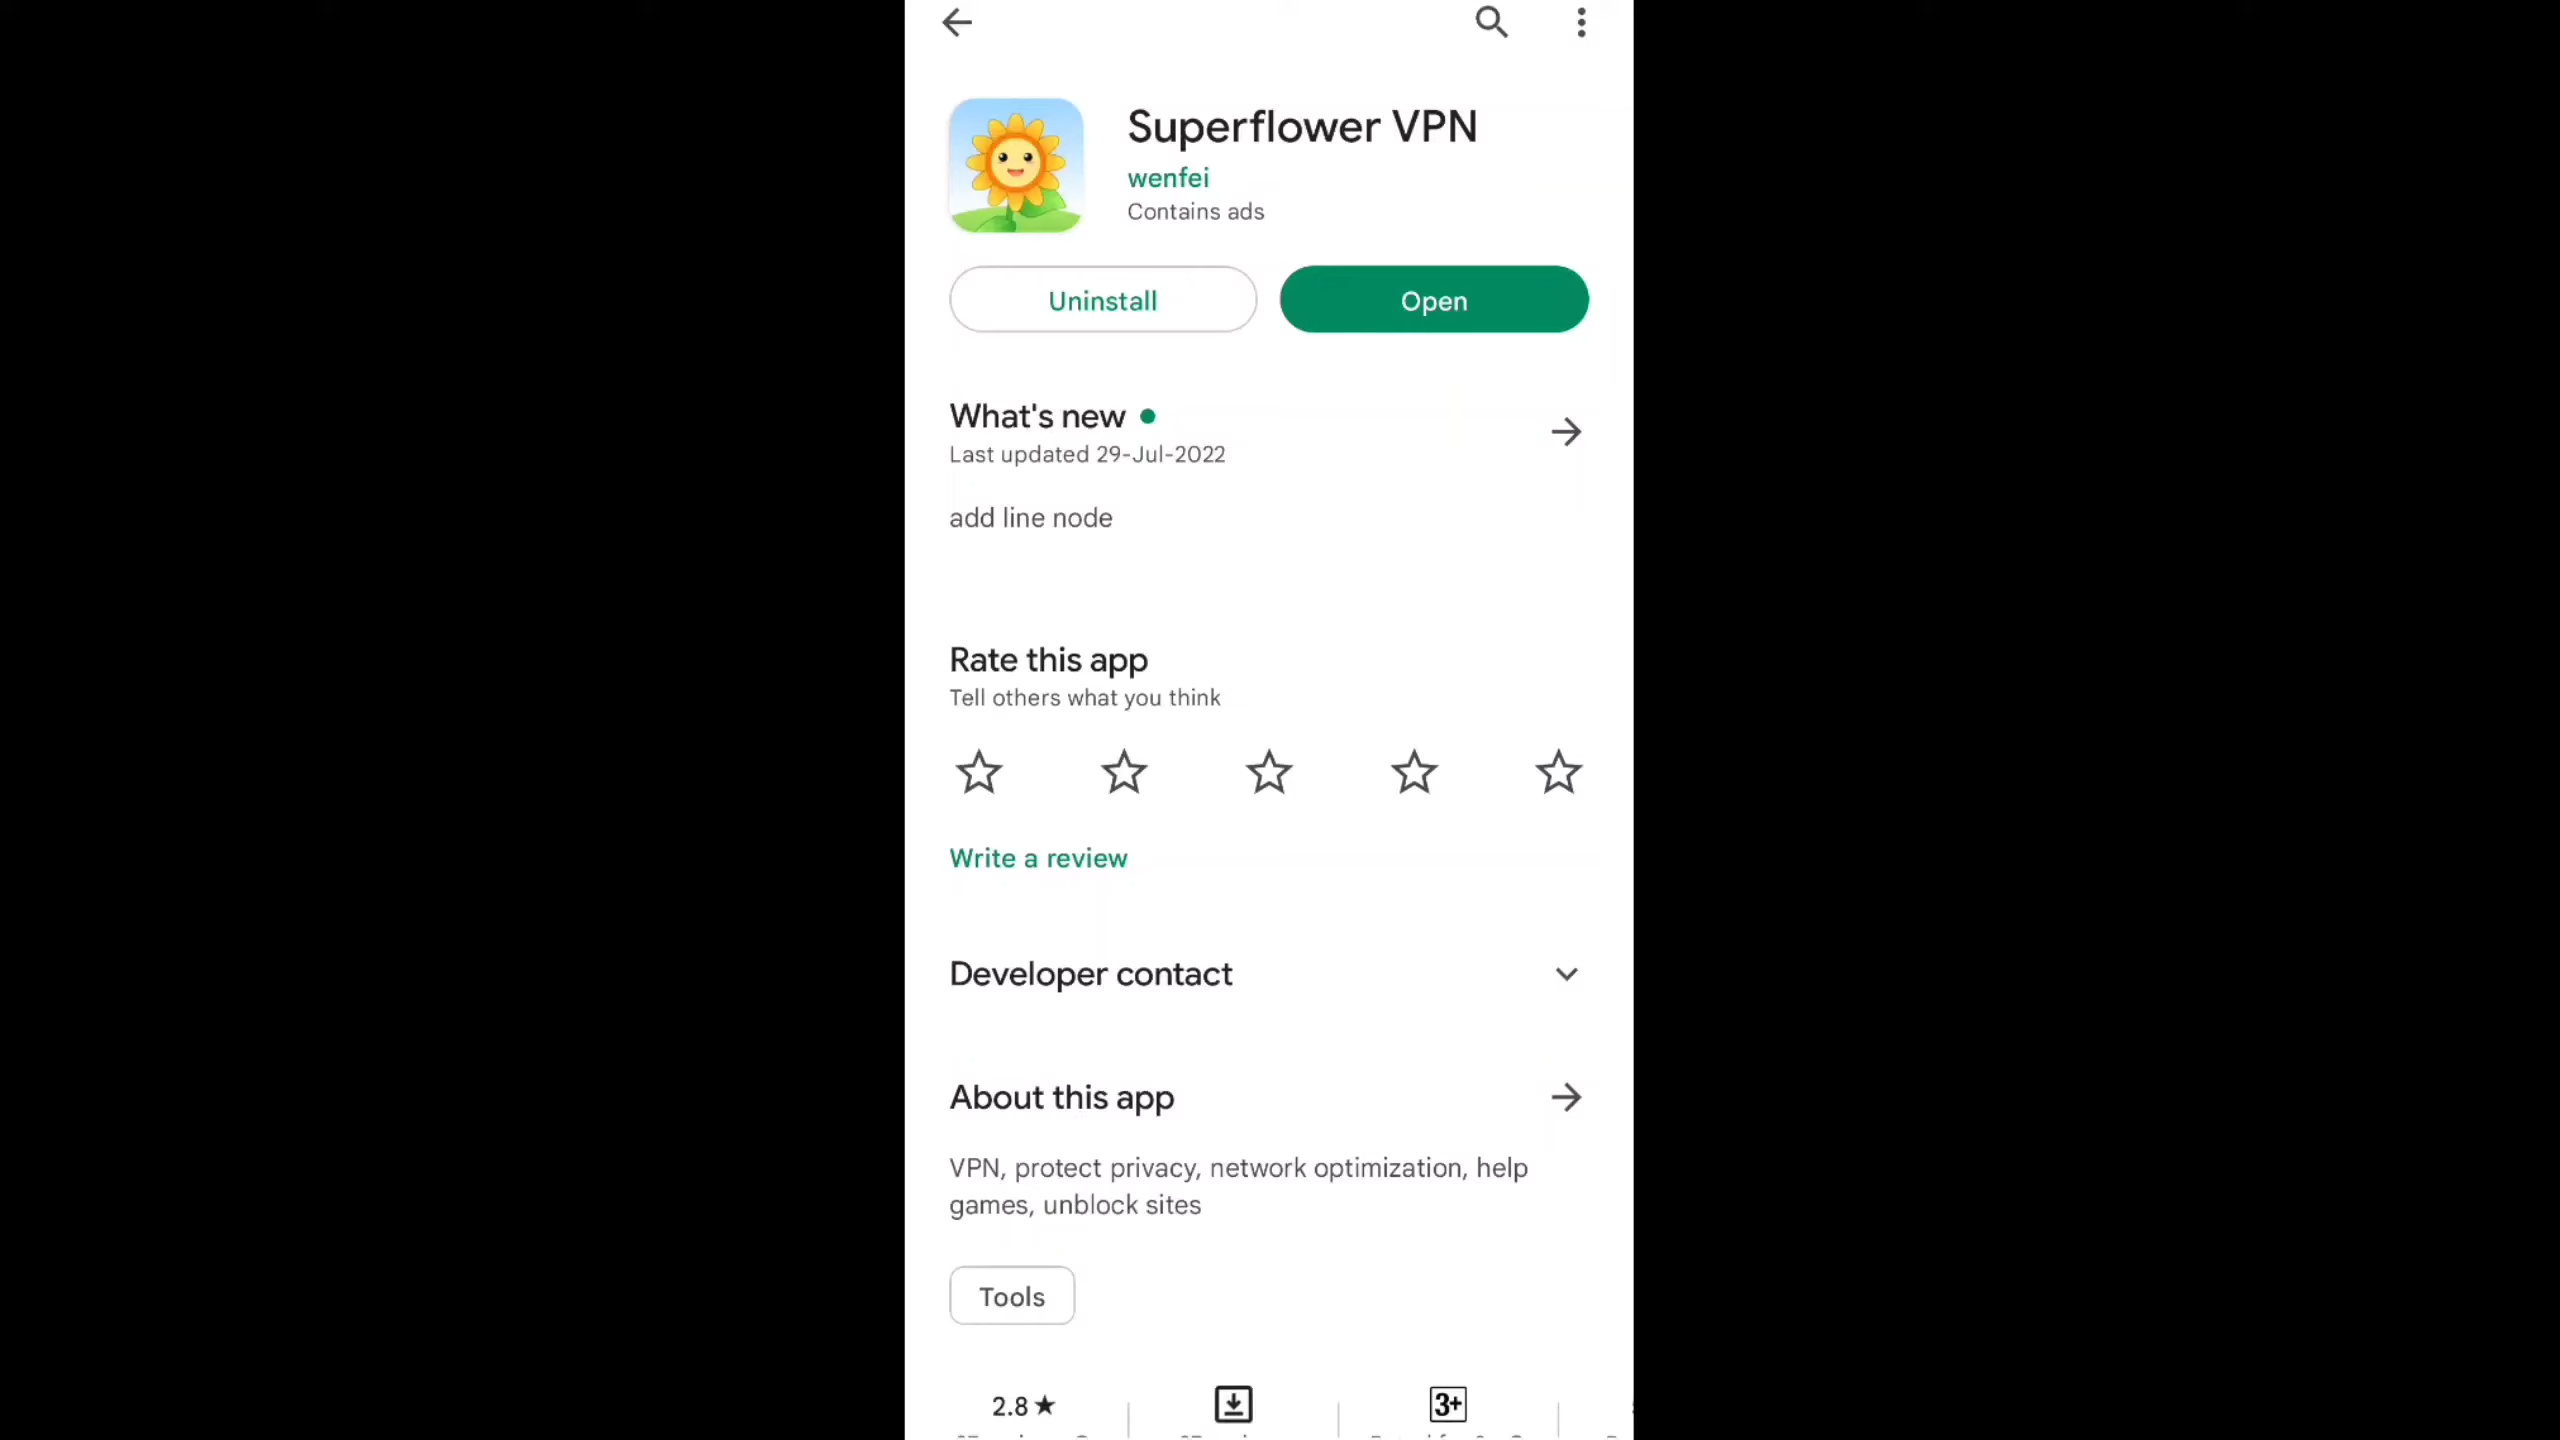 Superflower VPN
wenfei
Contains ads
Uninstall
Open
What's new
Last updated 29-Jul-2022
add line node
Rate this app
Tell others what you think
Write a review
Developer contact
About this app
VPN, protect privacy, network optimization, help
games, unblock sites
Tools
2.8★
3+